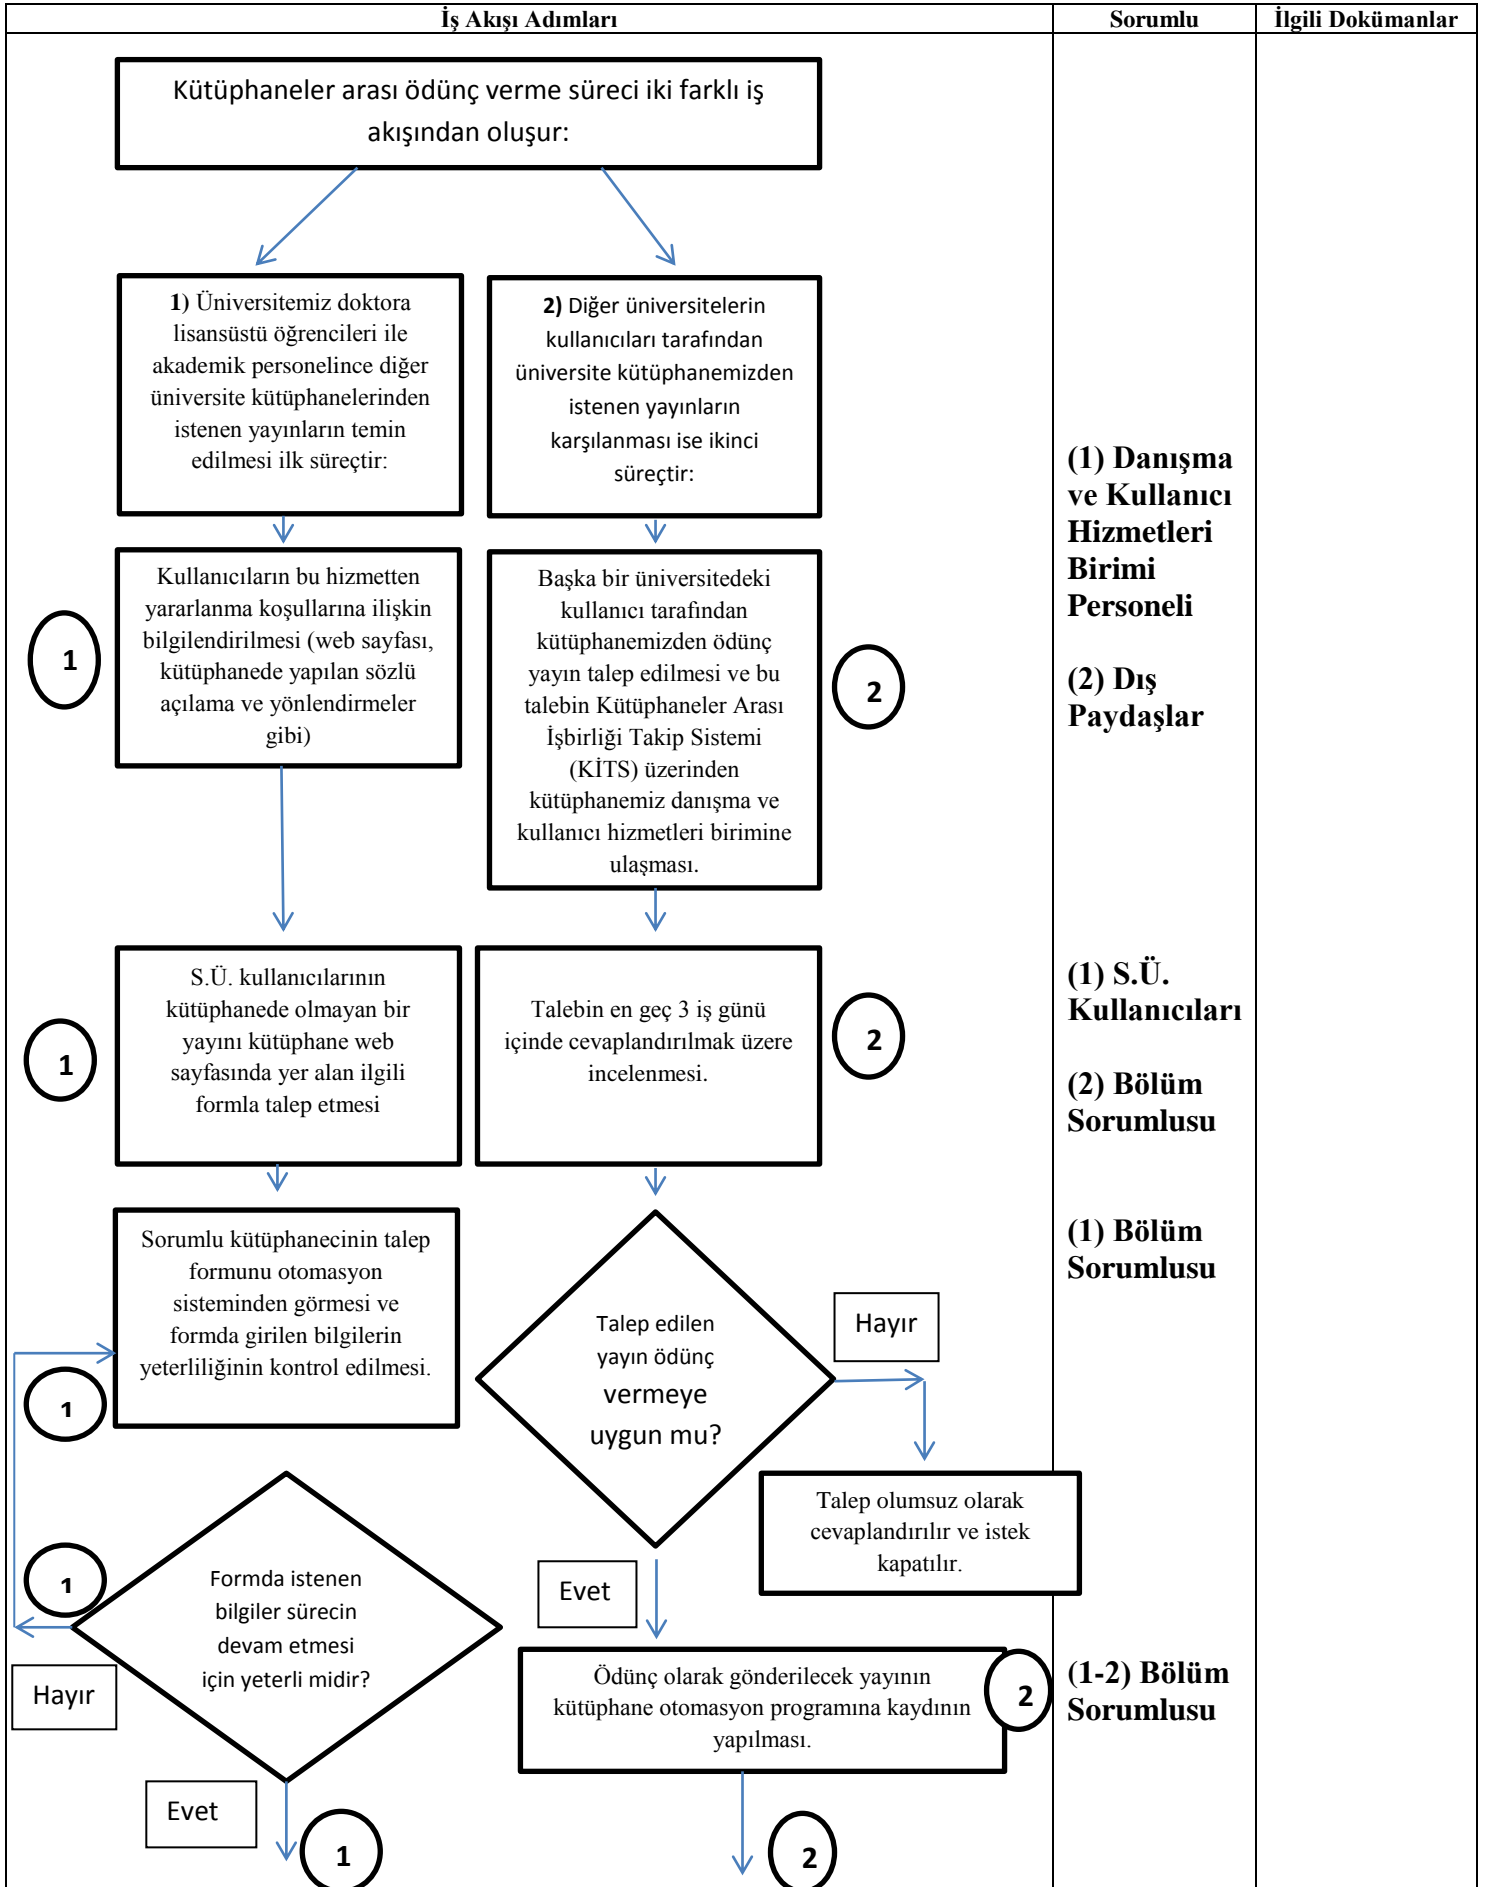 İş Akışı Adımları
Sorumlu
İlgili Dokümanlar
Kütüphaneler arası ödünç verme süreci iki farklı iş
akışından oluşur:
1) Üniversitemiz doktora
lisansüstü öğrencileri ile
akademik personelince diğer
üniversite kütüphanelerinden
istenen yayınların temin
edilmesi ilk süreçtir:
2) Diğer üniversitelerin
kullanıcıları tarafından
üniversite kütüphanemizden
istenen yayınların
karşılanması ise ikinci
süreçtir:
(1) Danışma
ve Kullanıcı
Hizmetleri
Birimi
Personeli
(2) Dış
Paydaşlar
1
Kullanıcıların bu hizmetten
yararlanma koşullarına ilişkin
bilgilendirilmesi (web sayfası,
kütüphanede yapılan sözlü
açılama ve yönlendirmeler
gibi)
Başka bir üniversitedeki
kullanıcı tarafından
kütüphanemizden ödünç
yayın talep edilmesi ve bu
talebin Kütüphaneler Arası
İşbirliği Takip Sistemi
(KİTS) üzerinden
kütüphanemiz danışma ve
kullanıcı hizmetleri birimine
ulaşması.
2
1
S.Ü. kullanıcılarının
kütüphanede olmayan bir
yayını kütüphane web
sayfasında yer alan ilgili
formla talep etmesi
Talebin en geç 3 iş günü
içinde cevaplandırılmak üzere
incelenmesi.
2
(1) S.Ü.
Kullanıcıları
(2) Bölüm
Sorumlusu
Sorumlu kütüphanecinin talep
formunu otomasyon
sisteminden görmesi ve
formda girilen bilgilerin
yeterliliğinin kontrol edilmesi.
1
Talep edilen
yayın ödünç
vermeye
uygun mu?
Hayır
(1) Bölüm
Sorumlusu
Talep olumsuz olarak
cevaplandırılır ve istek
kapatılır.
1
Formda istenen
bilgiler sürecin
devam etmesi
için yeterli midir?
Hayır
Evet
Ödünç olarak gönderilecek yayının
kütüphane otomasyon programına kaydının
yapılması.
2
(1-2) Bölüm
Sorumlusu
Evet
1
2